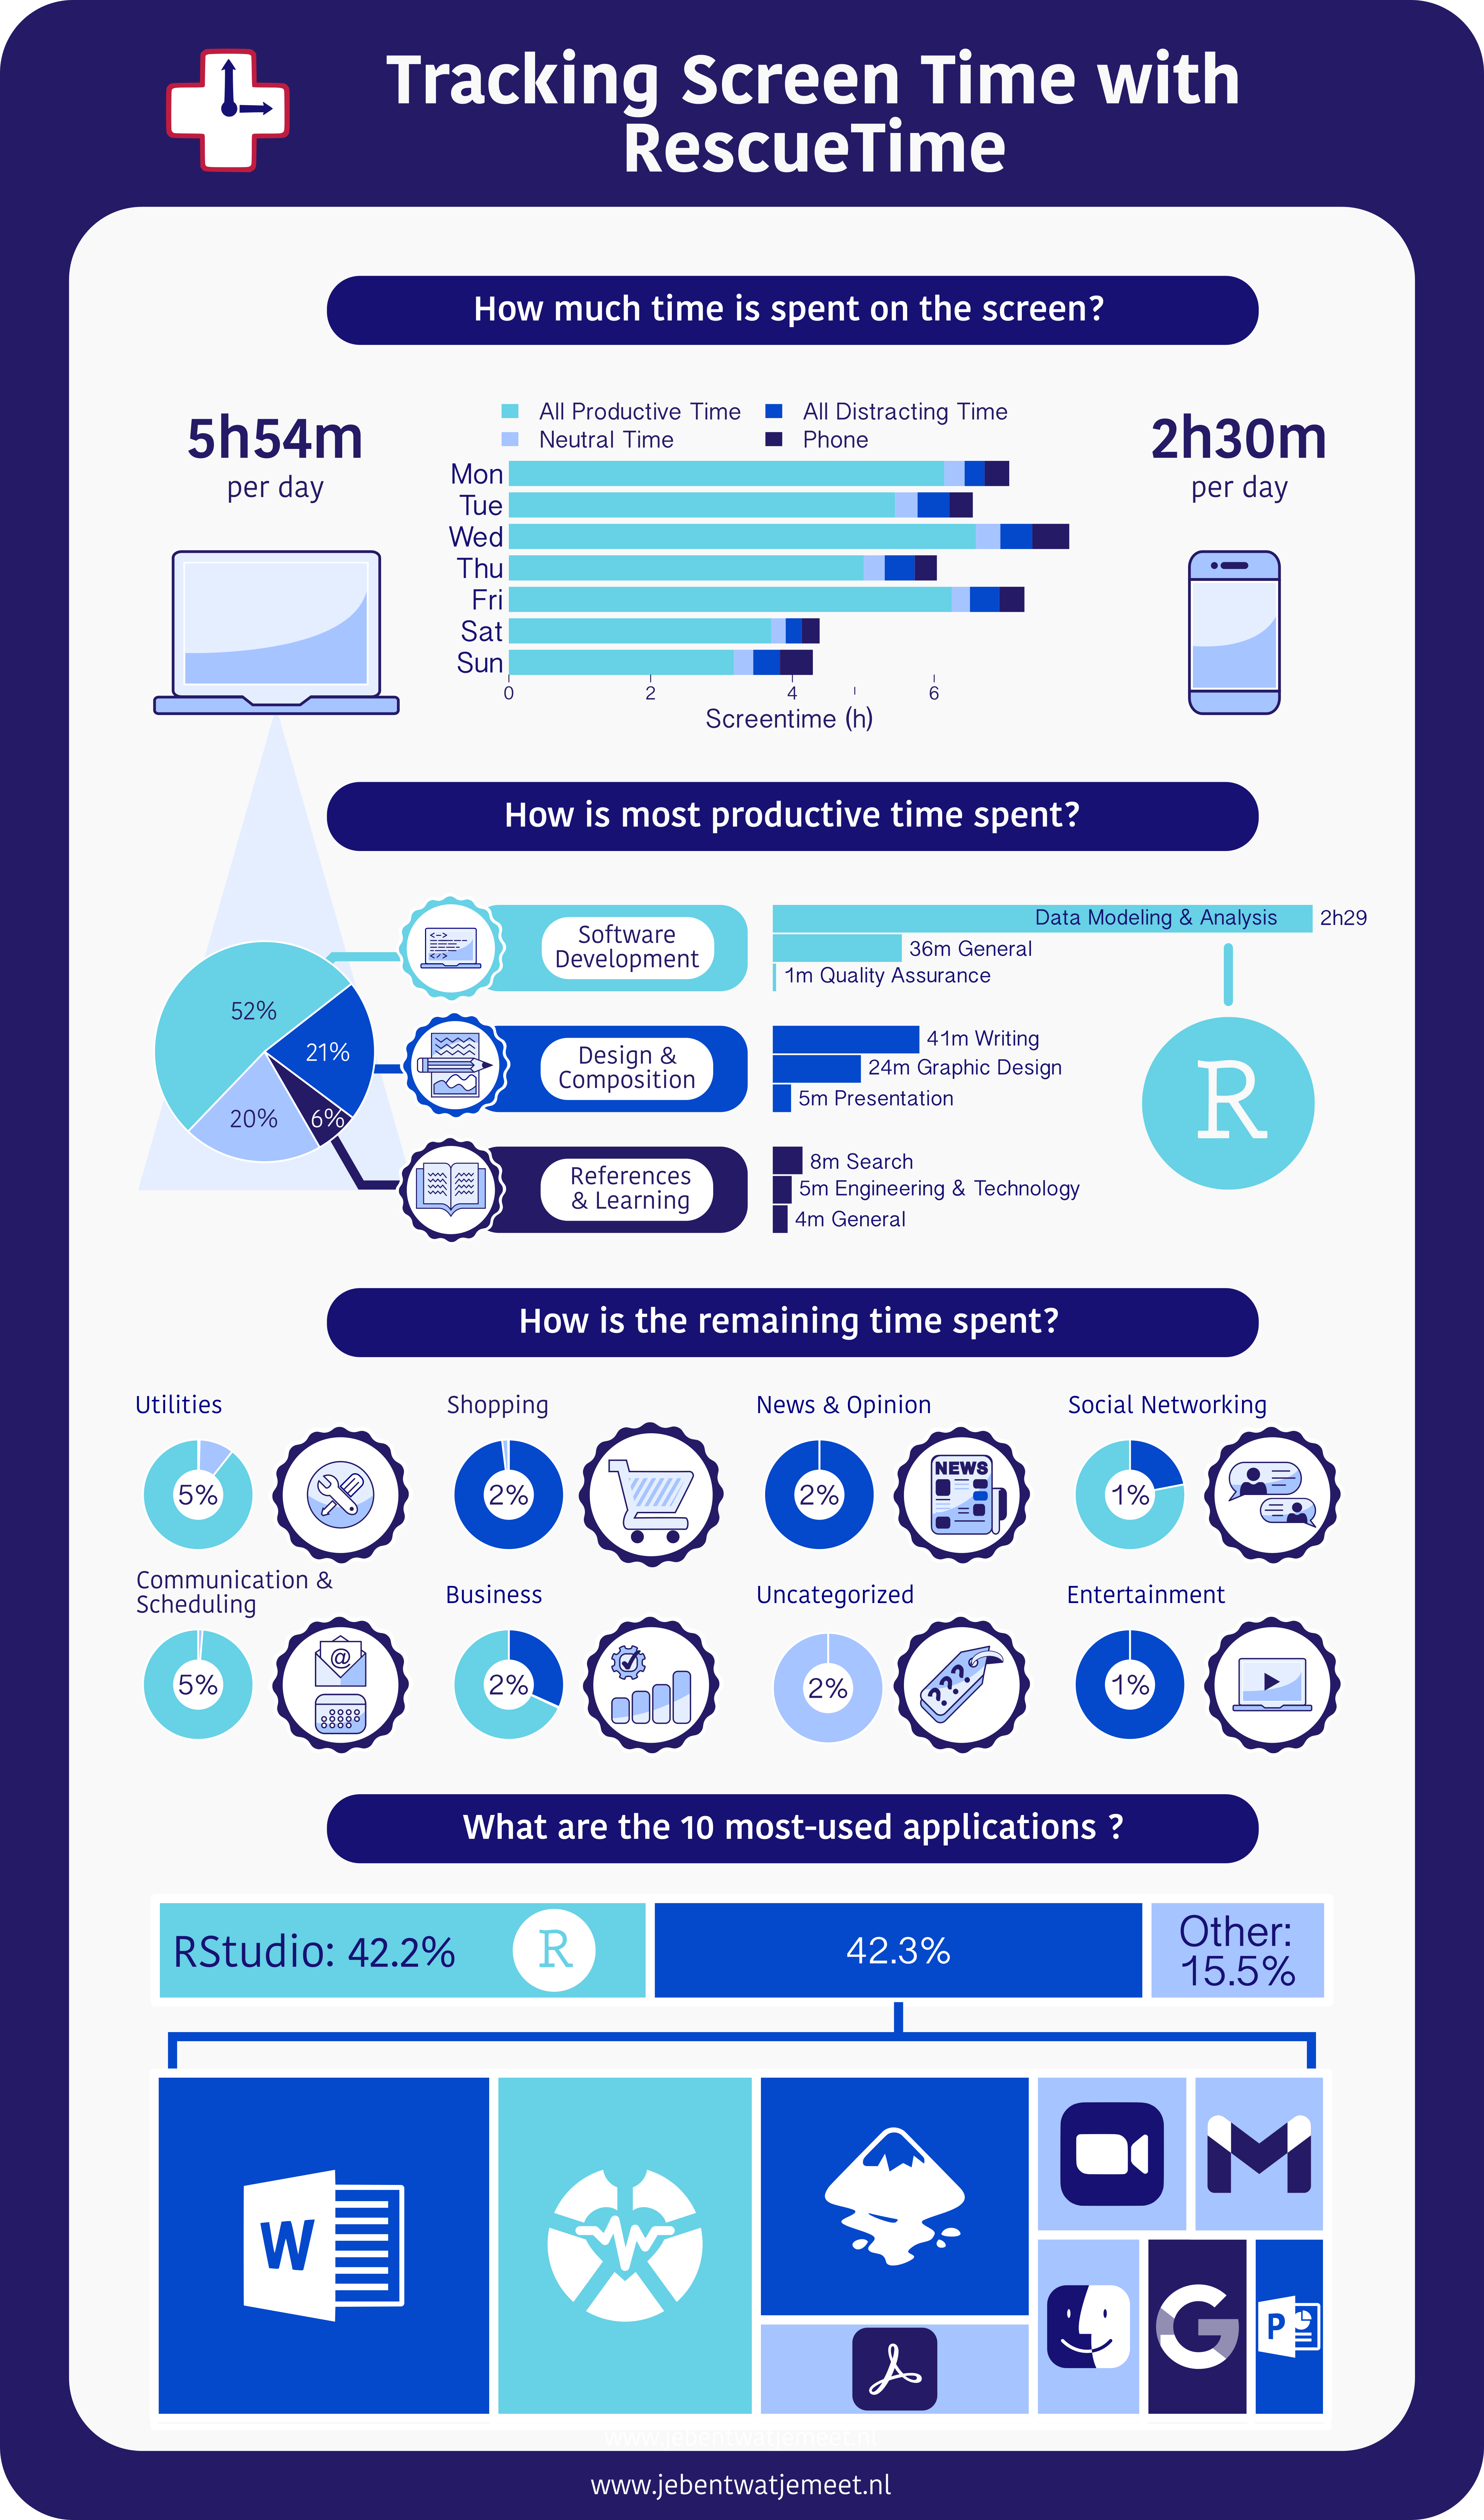 Tracking Screen Time with
RescueTime
How much time is spent on the screen?
5h54m
per day
All Productive Time
All Distracting Time
Neutral Time
Phone
2h30m
per day
Mon
Tue
Wed
Thu
Fri
Sat
Sun
0 2 4 6
Screentime (h)
How is most productive time spent?
52%
21%
20%
6%
Software
Development
Data Modeling & Analysis 2h29
36m General
1m Quality Assurance
Design &
Composition
41m Writing
24m Graphic Design
5m Presentation
R
References
& Learning
8m Search
5m Engineering & Technology
4m General
How is the remaining time spent?
Utilities
5%
Shopping
2%
News & Opinion
2%
NEWS
Social Networking
1%
Communication &
Scheduling
5%
@
Business
2%
Uncategorized
2%
???
Entertainment
1%
What are the 10 most-used applications ?
RStudio: 42.2%
R
42.3%
Other:
15.5%
W
M
G
P
www.jebentwatjemeet.nl
www.jebentwatjemeet.nl